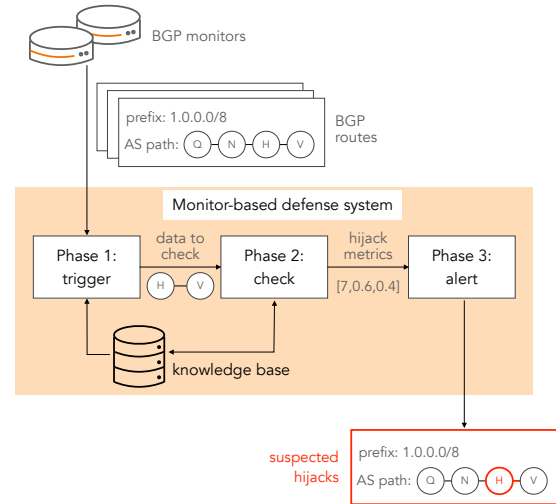 BGP monitors
prefix: 1.0.0.0/8
AS path: Q N H V
BGP
routes
Monitor-based defense system
Phase 1:
trigger
data to
check
H V
Phase 2:
check
hijack
metrics
[7,0.6,0.4]
Phase 3:
alert
knowledge base
suspected
hijacks
prefix: 1.0.0.0/8
AS path: Q N H V